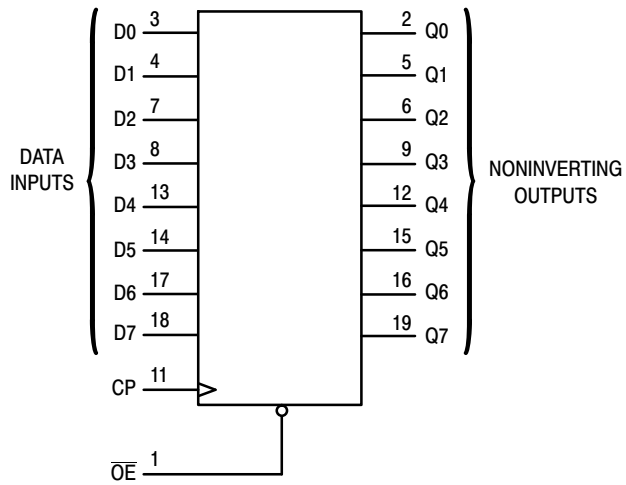 D0 3 2 Q0
D1 4 5 Q1
D2 7 6 Q2
D3 8 9 Q3
DATA INPUTS
NONINVERTING OUTPUTS
D4 13 12 Q4
D5 14 15 Q5
D6 17 16 Q6
D7 18 19 Q7
CP 11
O̅E̅ 1